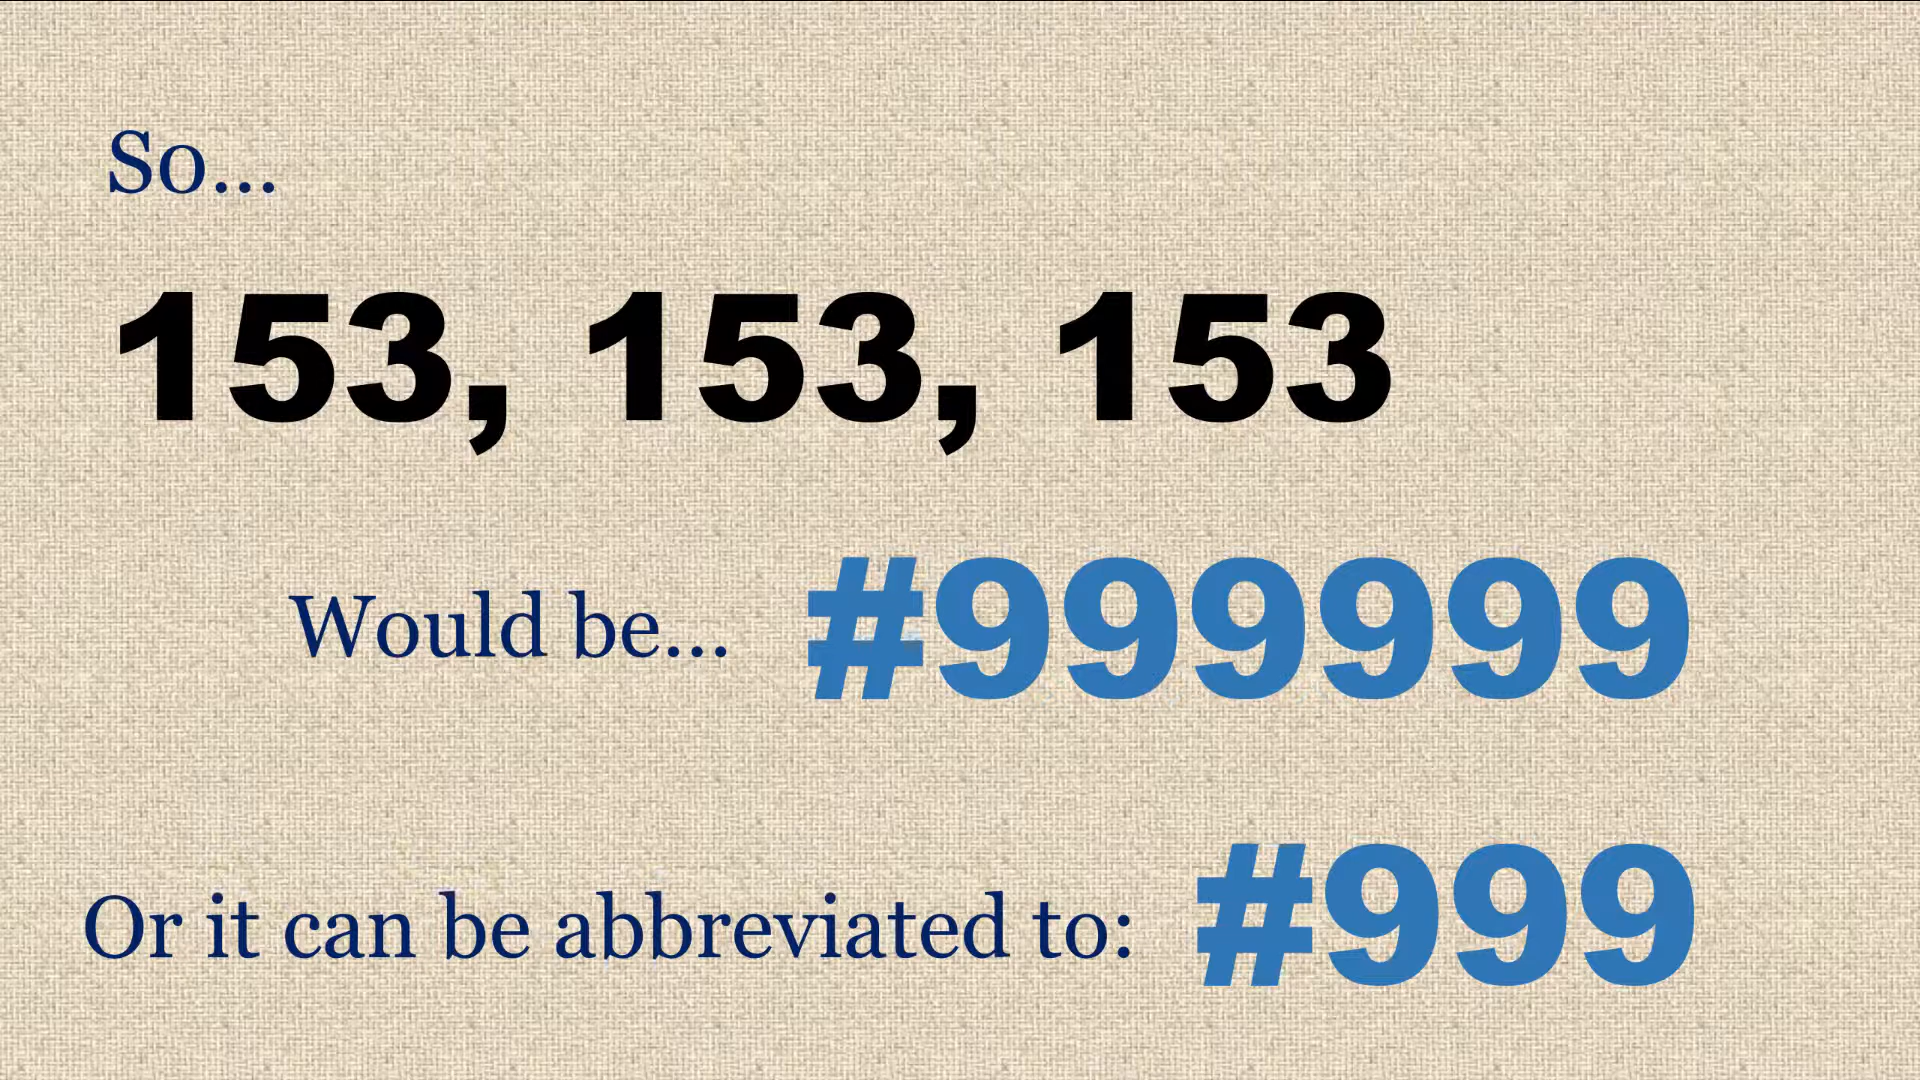 So...
153, 153, 153
Would be... #999999
Or it can be abbreviated to: #999